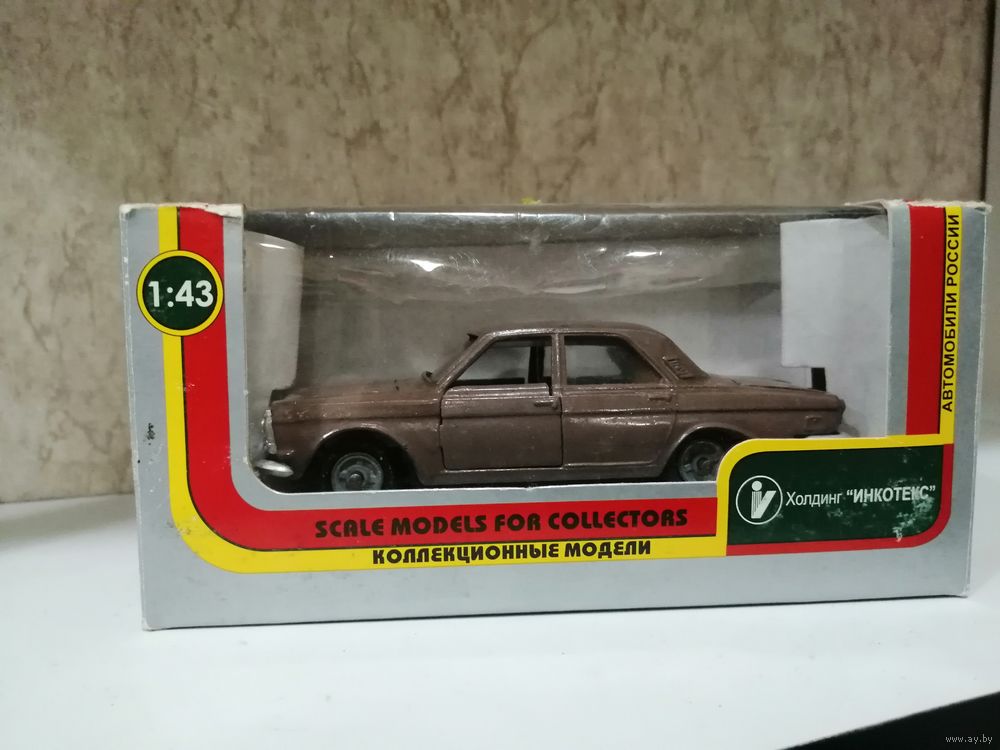 1:43
АВТОМОБИЛИ РОССИИ
Холдинг "ИНКОТЕКС"
SCALE MODELS FOR COLLECTORS
КОЛЛЕКЦИОННЫЕ МОДЕЛИ
www.ay.by